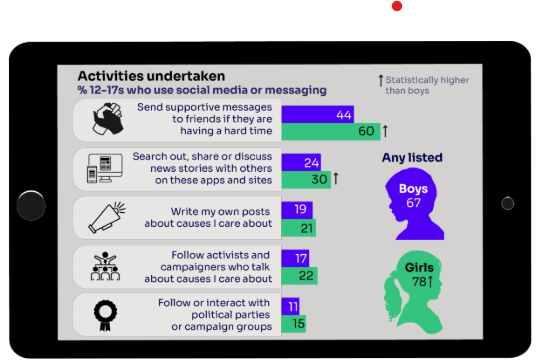 Activities undertaken
% 12-17s who use social media or messaging
↑ Statistically higher
than boys
Send supportive messages
to friends if they are
having a hard time
44
60 ↑
Search out, share or discuss
news stories with others
on these apps and sites
24
30 ↑
Write my own posts
about causes I care about
19
21
Follow activists and
campaigners who talk
about causes I care about
17
22
Follow or interact with
political parties
or campaign groups
11
15
Any listed
Boys
67
Girls
78↑